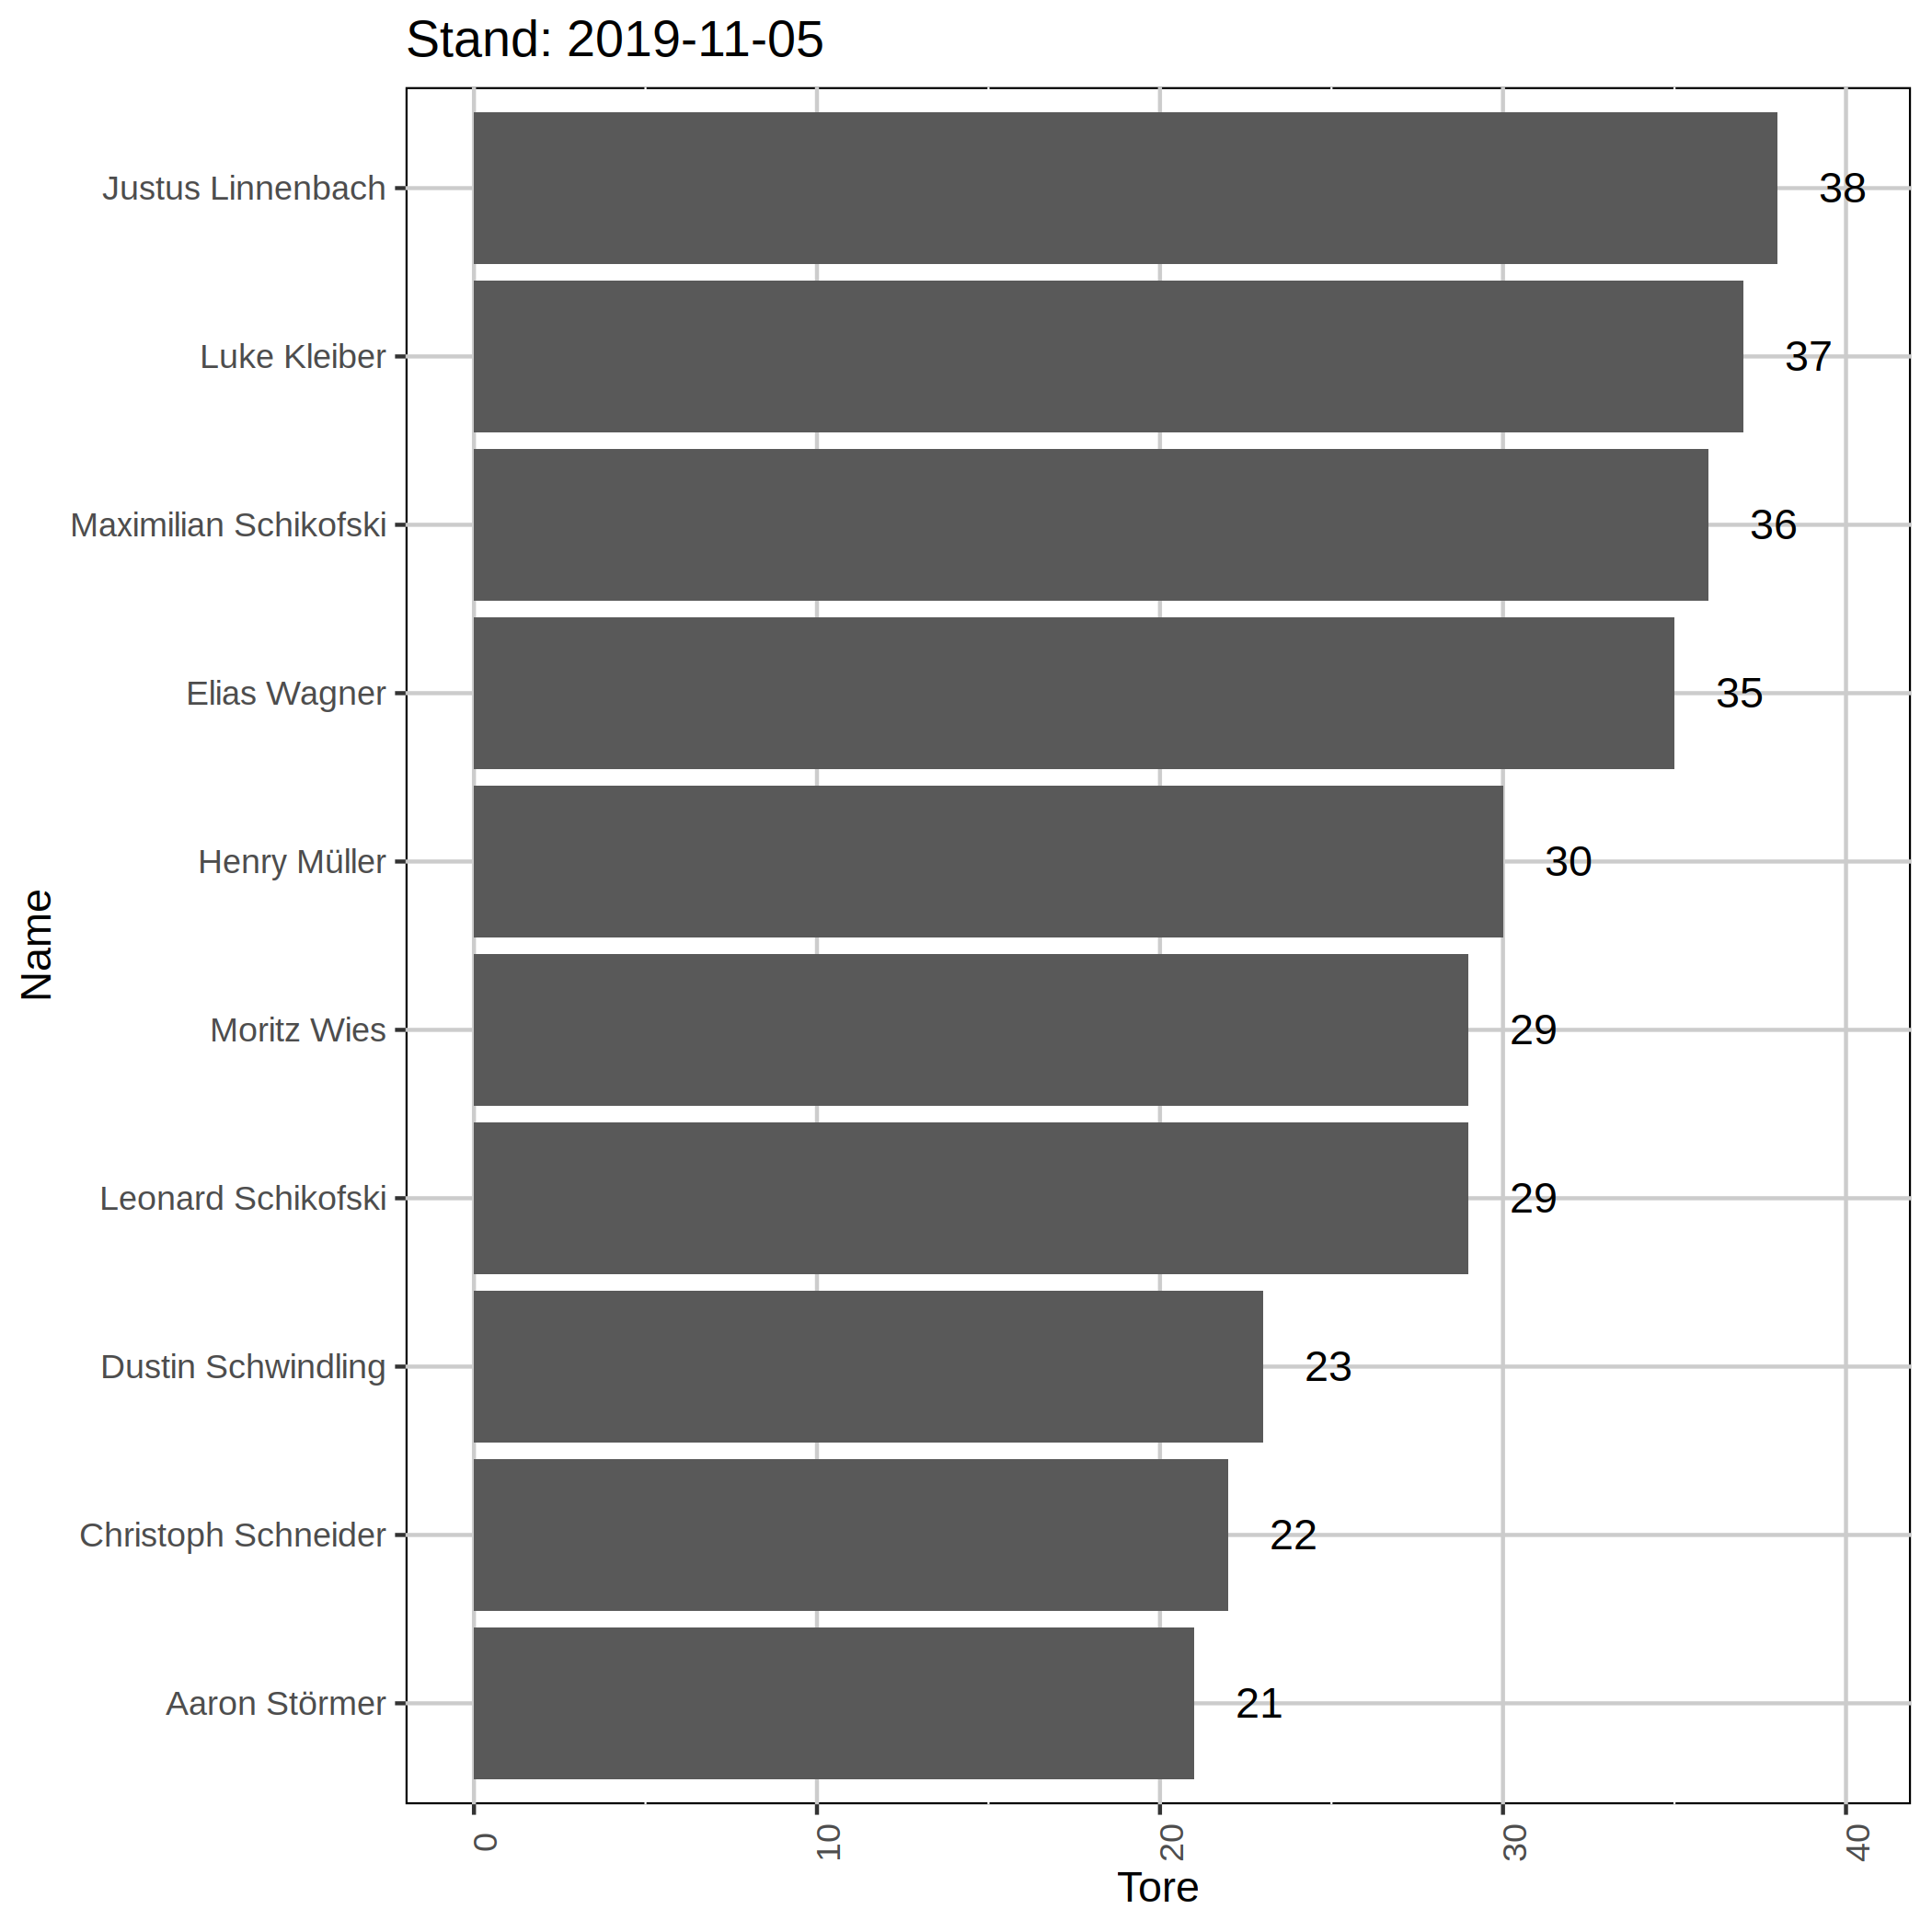 Stand: 2019-11-05
Justus Linnenbach 38
Luke Kleiber 37
Maximilian Schikofski 36
Elias Wagner 35
Henry Müller 30
Moritz Wies 29
Leonard Schikofski 29
Dustin Schwindling 23
Christoph Schneider 22
Aaron Störmer 21
Name
0 10 20 30 40
Tore